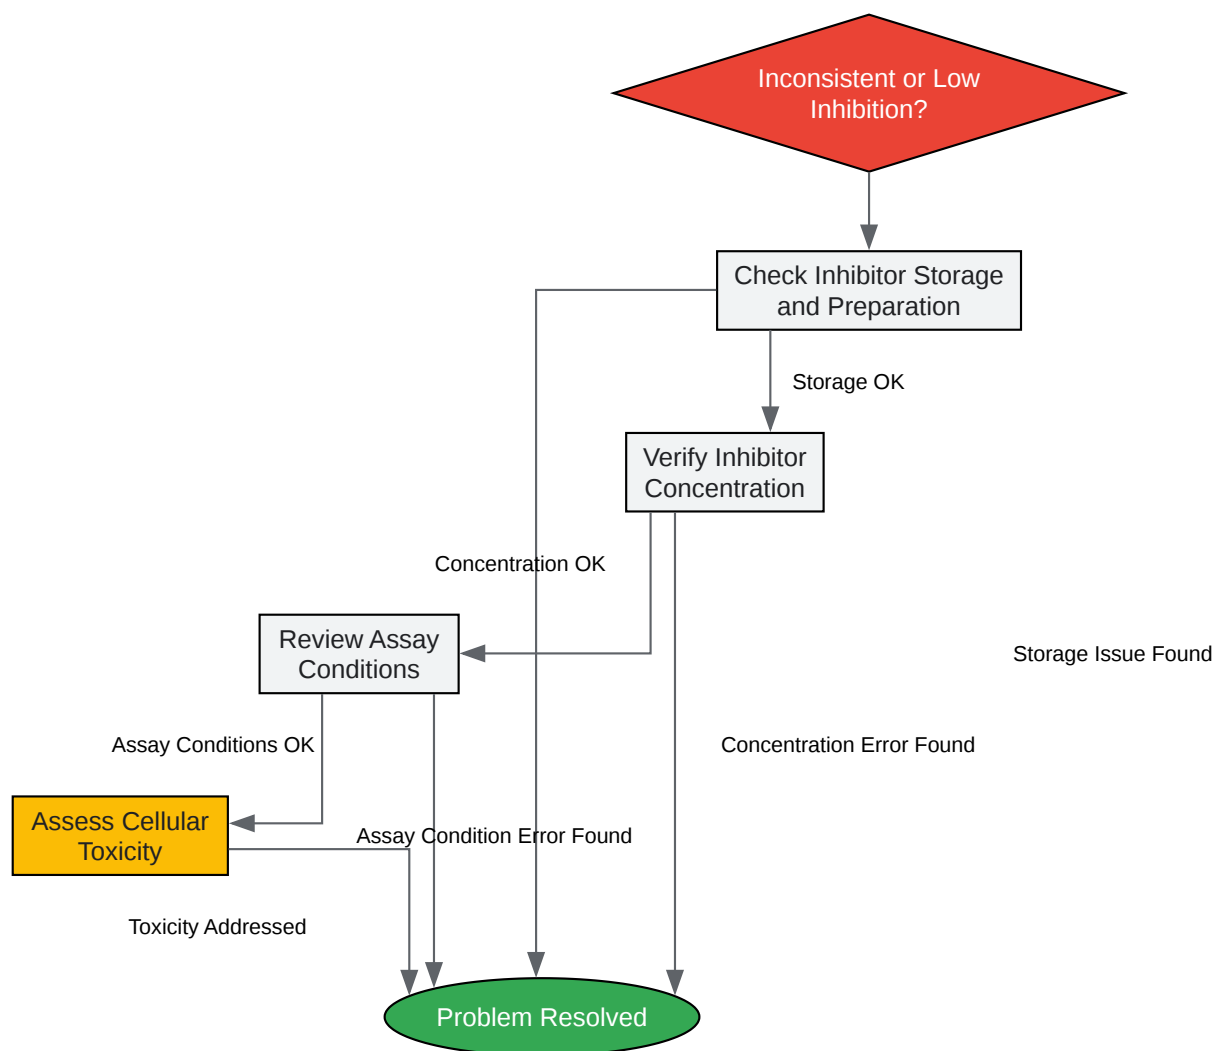 Inconsistent or Low
Inhibition?
Check Inhibitor Storage
and Preparation
Storage OK
Verify Inhibitor
Concentration
Concentration OK
Review Assay
Conditions
Storage Issue Found
Assay Conditions OK
Concentration Error Found
Assess Cellular
Toxicity
Assay Condition Error Found
Toxicity Addressed
Problem Resolved